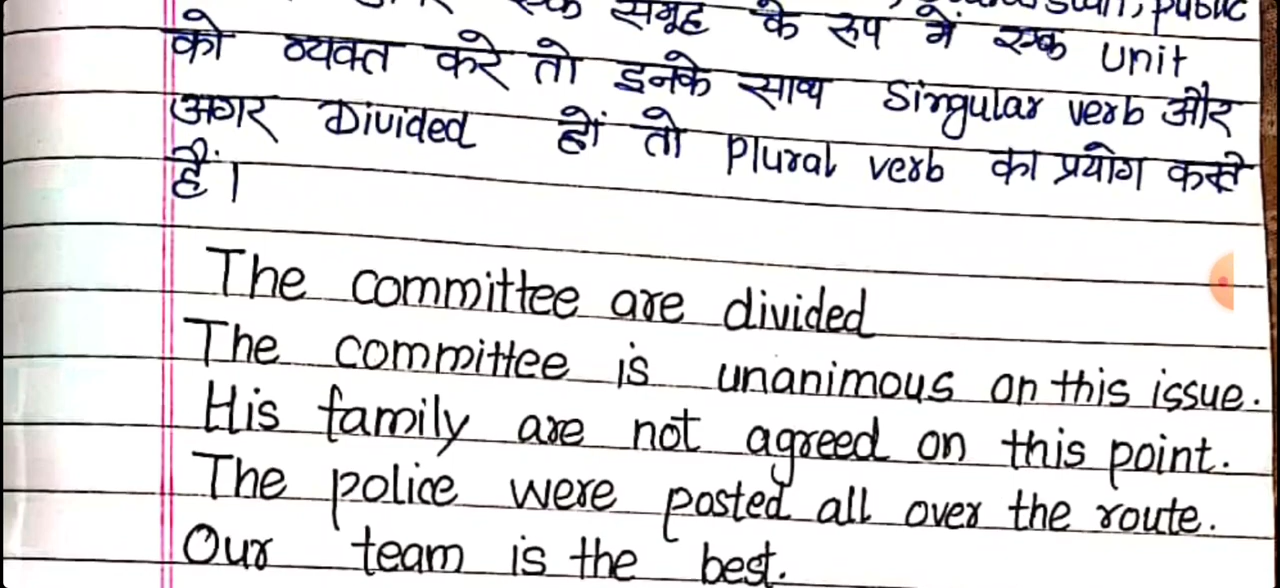 समूह के रूप में एक Unit
को व्यक्त करे तो इनके साथ Singular verb और
अगर Divided हों तो Plural verb का प्रयोग करते
हैं।
The committee are divided
The committee is unanimous on this issue.
His family are not agreed on this point.
The police were posted all over the route.
Our team is the best.